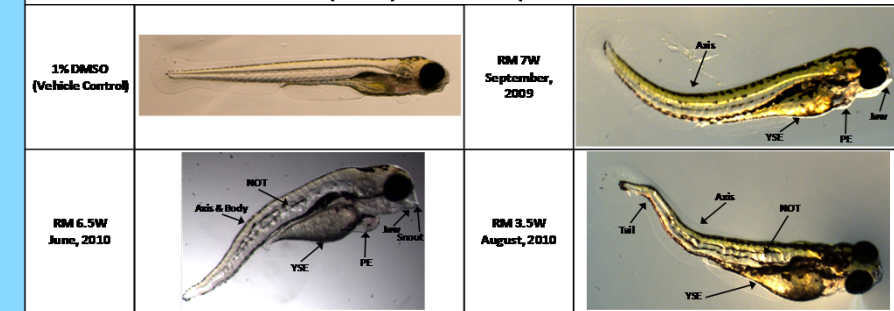 1% DMSO
(Vehicle Control)
RM 7W
September,
2009
Axis
YSE
PE
Jaw
RM 6.5W
June, 2010
NOT
Axis & Body
YSE
PE
Jaw
Snout
RM 3.5W
August, 2010
Axis
NOT
Tail
YSE